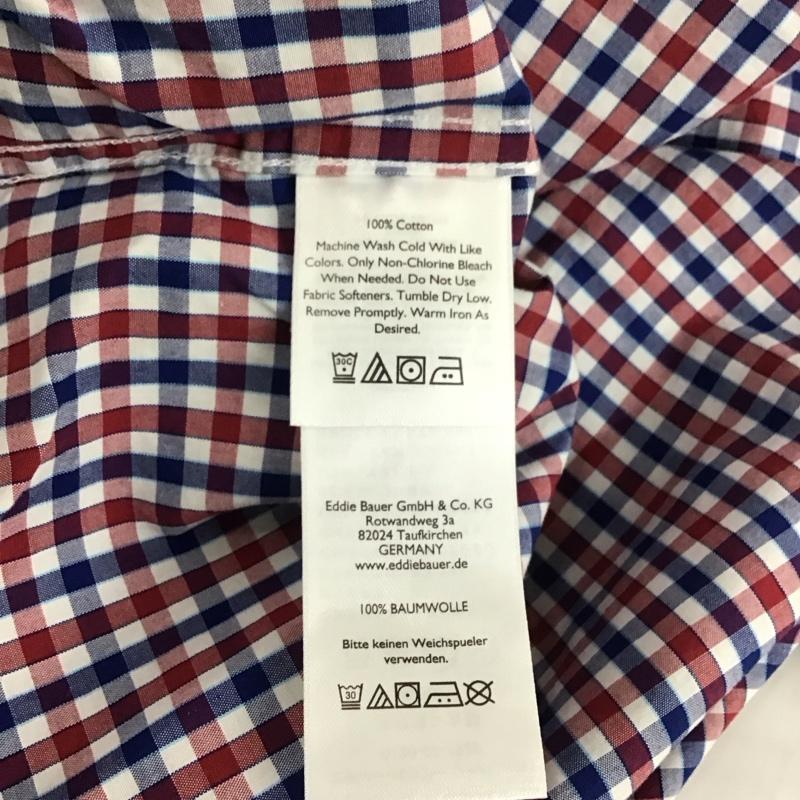 100% Cotton
Machine Wash Cold With Like
Colors. Only Non-Chlorine Bleach
When Needed. Do Not Use
Fabric Softeners. Tumble Dry Low.
Remove Promptly. Warm Iron As
Desired.
30C
Eddie Bauer GmbH & Co. KG
Rotwandweg 3a
82024 Taufkirchen
GERMANY
www.eddiebauer.de
100% BAUMWOLLE
Bitte keinen Weichspueler
verwenden.
30